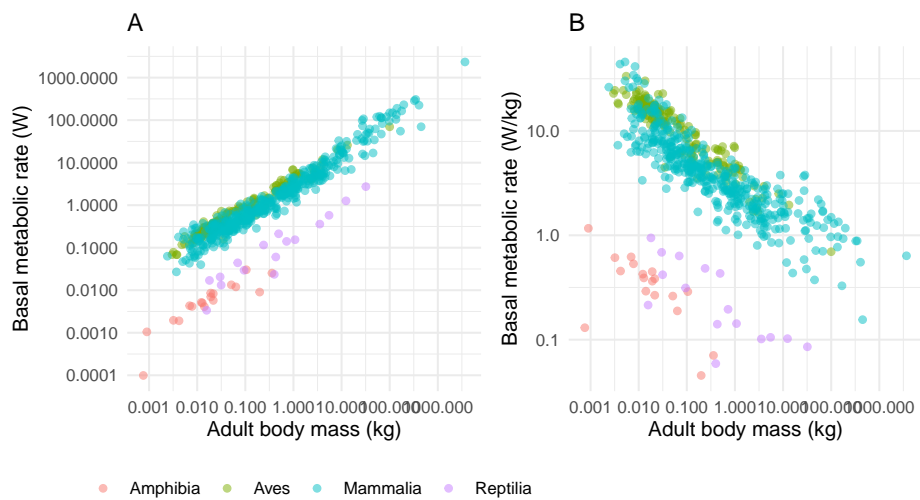 A
B
Basal metabolic rate (W)
1000.0000
100.0000
10.0000
1.0000
0.1000
0.0100
0.0010
0.0001
0.001 0.010 0.100 1.000 10.000 100.000 1000.000
Adult body mass (kg)
Basal metabolic rate (W/kg)
10.0
1.0
0.1
0.001 0.010 0.100 1.000 10.000 100.000 1000.000
Adult body mass (kg)
Amphibia Aves Mammalia Reptilia